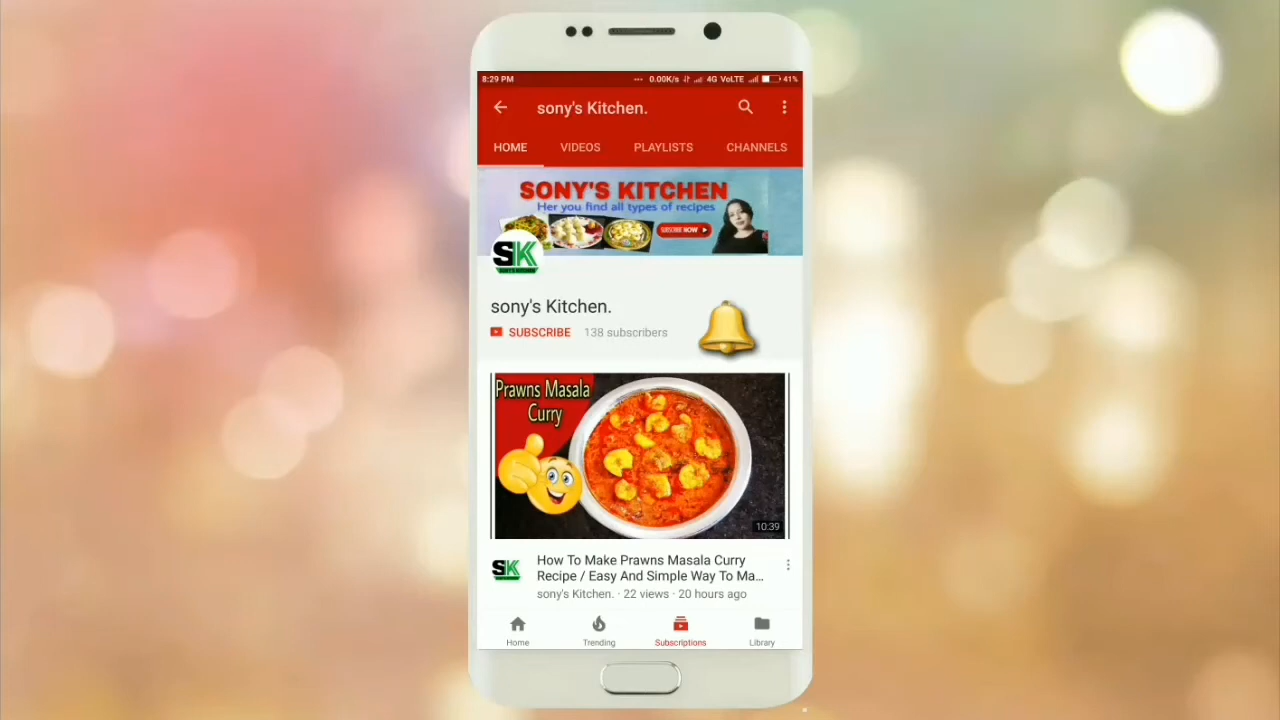 8:29 PM
0.00K/s 4G VoLTE 41%
sony's Kitchen.
HOME VIDEOS PLAYLISTS CHANNELS
SONY'S KITCHEN
Her you find all types of recipes
SUBSCRIBE NOW
SK
SONY'S KITCHEN
sony's Kitchen.
SUBSCRIBE 138 subscribers
Prawns Masala
Curry
10:39
SK
How To Make Prawns Masala Curry
Recipe / Easy And Simple Way To Ma...
sony's Kitchen. · 22 views · 20 hours ago
Home Trending Subscriptions Library